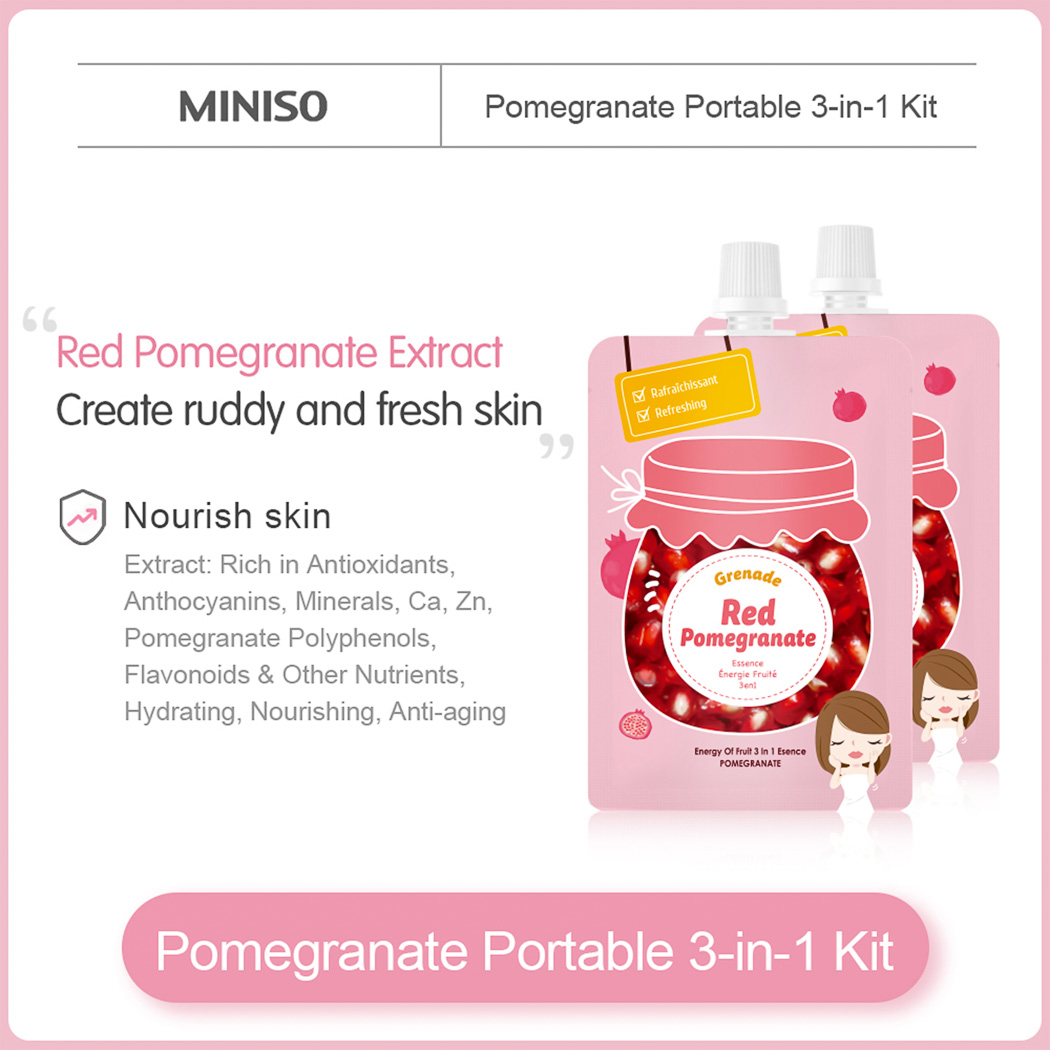 MINISO
Pomegranate Portable 3-in-1 Kit
“
Red Pomegranate Extract
Create ruddy and fresh skin
”
Nourish skin
Extract: Rich in Antioxidants,
Anthocyanins, Minerals, Ca, Zn,
Pomegranate Polyphenols,
Flavonoids & Other Nutrients,
Hydrating, Nourishing, Anti-aging
Rafraîchissant
Refreshing
Grenade
Red
Pomegranate
Essence
Énergie Fruité
3en1
Energy Of Fruit 3 In 1 Esence
POMEGRANATE
Pomegranate Portable 3-in-1 Kit